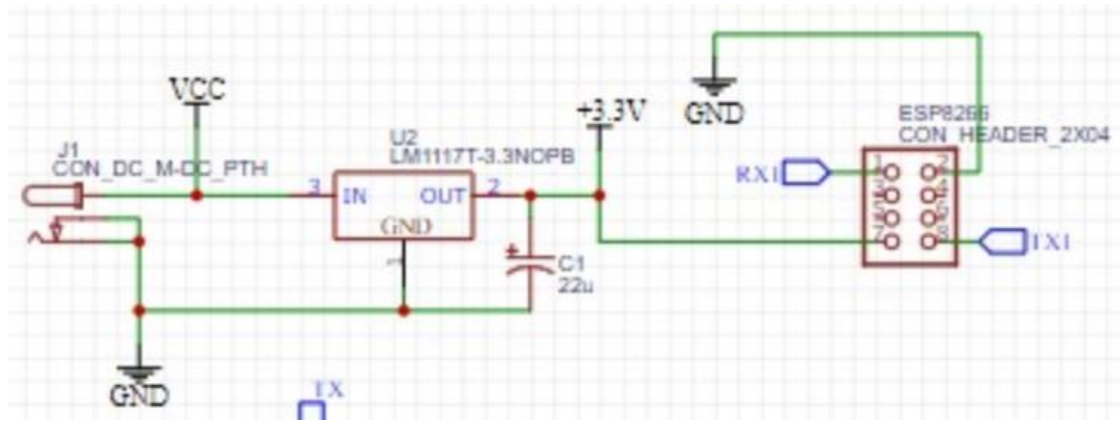 VCC
J1
CON_DC_M-DC_PTH
U2
LM1117T-3.3NOPB
3
IN
OUT
2
GND
1
C1
22u
+
GND
TX
+3.3V
GND
ESP8266
CON_HEADER_2X04
RX1
1
2
3
4
5
6
7
8
TX1